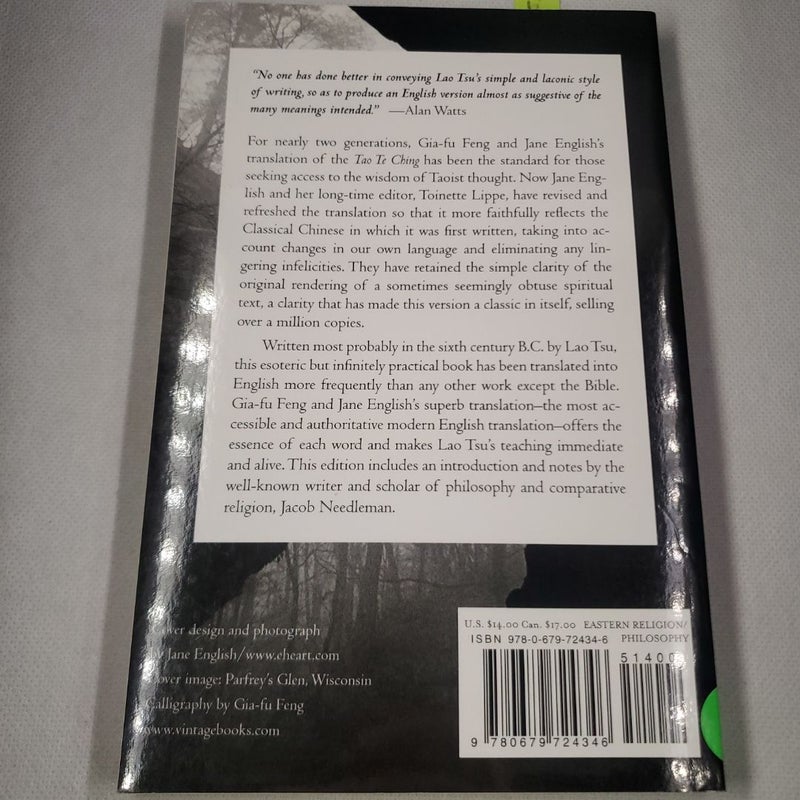 “No one has done better in conveying Lao Tsu's simple and laconic style
of writing, so as to produce an English version almost as suggestive of the
many meanings intended.” —Alan Watts
For nearly two generations, Gia-fu Feng and Jane English's
translation of the Tao Te Ching has been the standard for those
seeking access to the wisdom of Taoist thought. Now Jane Eng-
lish and her long-time editor, Toinette Lippe, have revised and
refreshed the translation so that it more faithfully reflects the
Classical Chinese in which it was first written, taking into ac-
count changes in our own language and eliminating any lin-
gering infelicities. They have retained the simple clarity of the
original rendering of a sometimes seemingly obtuse spiritual
text, a clarity that has made this version a classic in itself, selling
over a million copies.
Written most probably in the sixth century B.C. by Lao Tsu,
this esoteric but infinitely practical book has been translated into
English more frequently than any other work except the Bible.
Gia-fu Feng and Jane English's superb translation—the most ac-
cessible and authoritative modern English translation—offers the
essence of each word and makes Lao Tsu's teaching immediate
and alive. This edition includes an introduction and notes by the
well-known writer and scholar of philosophy and comparative
religion, Jacob Needleman.
Cover design and photograph
by Jane English/www.eheart.com
Cover image: Parfrey's Glen, Wisconsin
Calligraphy by Gia-fu Feng
www.vintagebooks.com
U.S. $14.00 Can. $17.00 EASTERN RELIGION/
ISBN 978-0-679-72434-6 PHILOSOPHY
51400
9 780679 724346